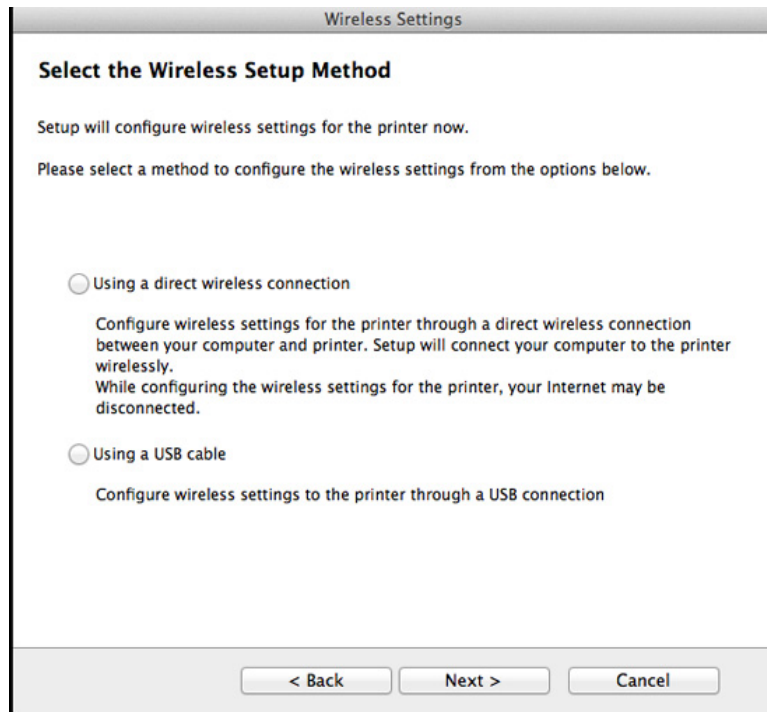 Wireless Settings
Select the Wireless Setup Method
Setup will configure wireless settings for the printer now.
Please select a method to configure the wireless settings from the options below.
Using a direct wireless connection
Configure wireless settings for the printer through a direct wireless connection
between your computer and printer. Setup will connect your computer to the printer
wirelessly.
While configuring the wireless settings for the printer, your Internet may be
disconnected.
Using a USB cable
Configure wireless settings to the printer through a USB connection
< Back
Next >
Cancel